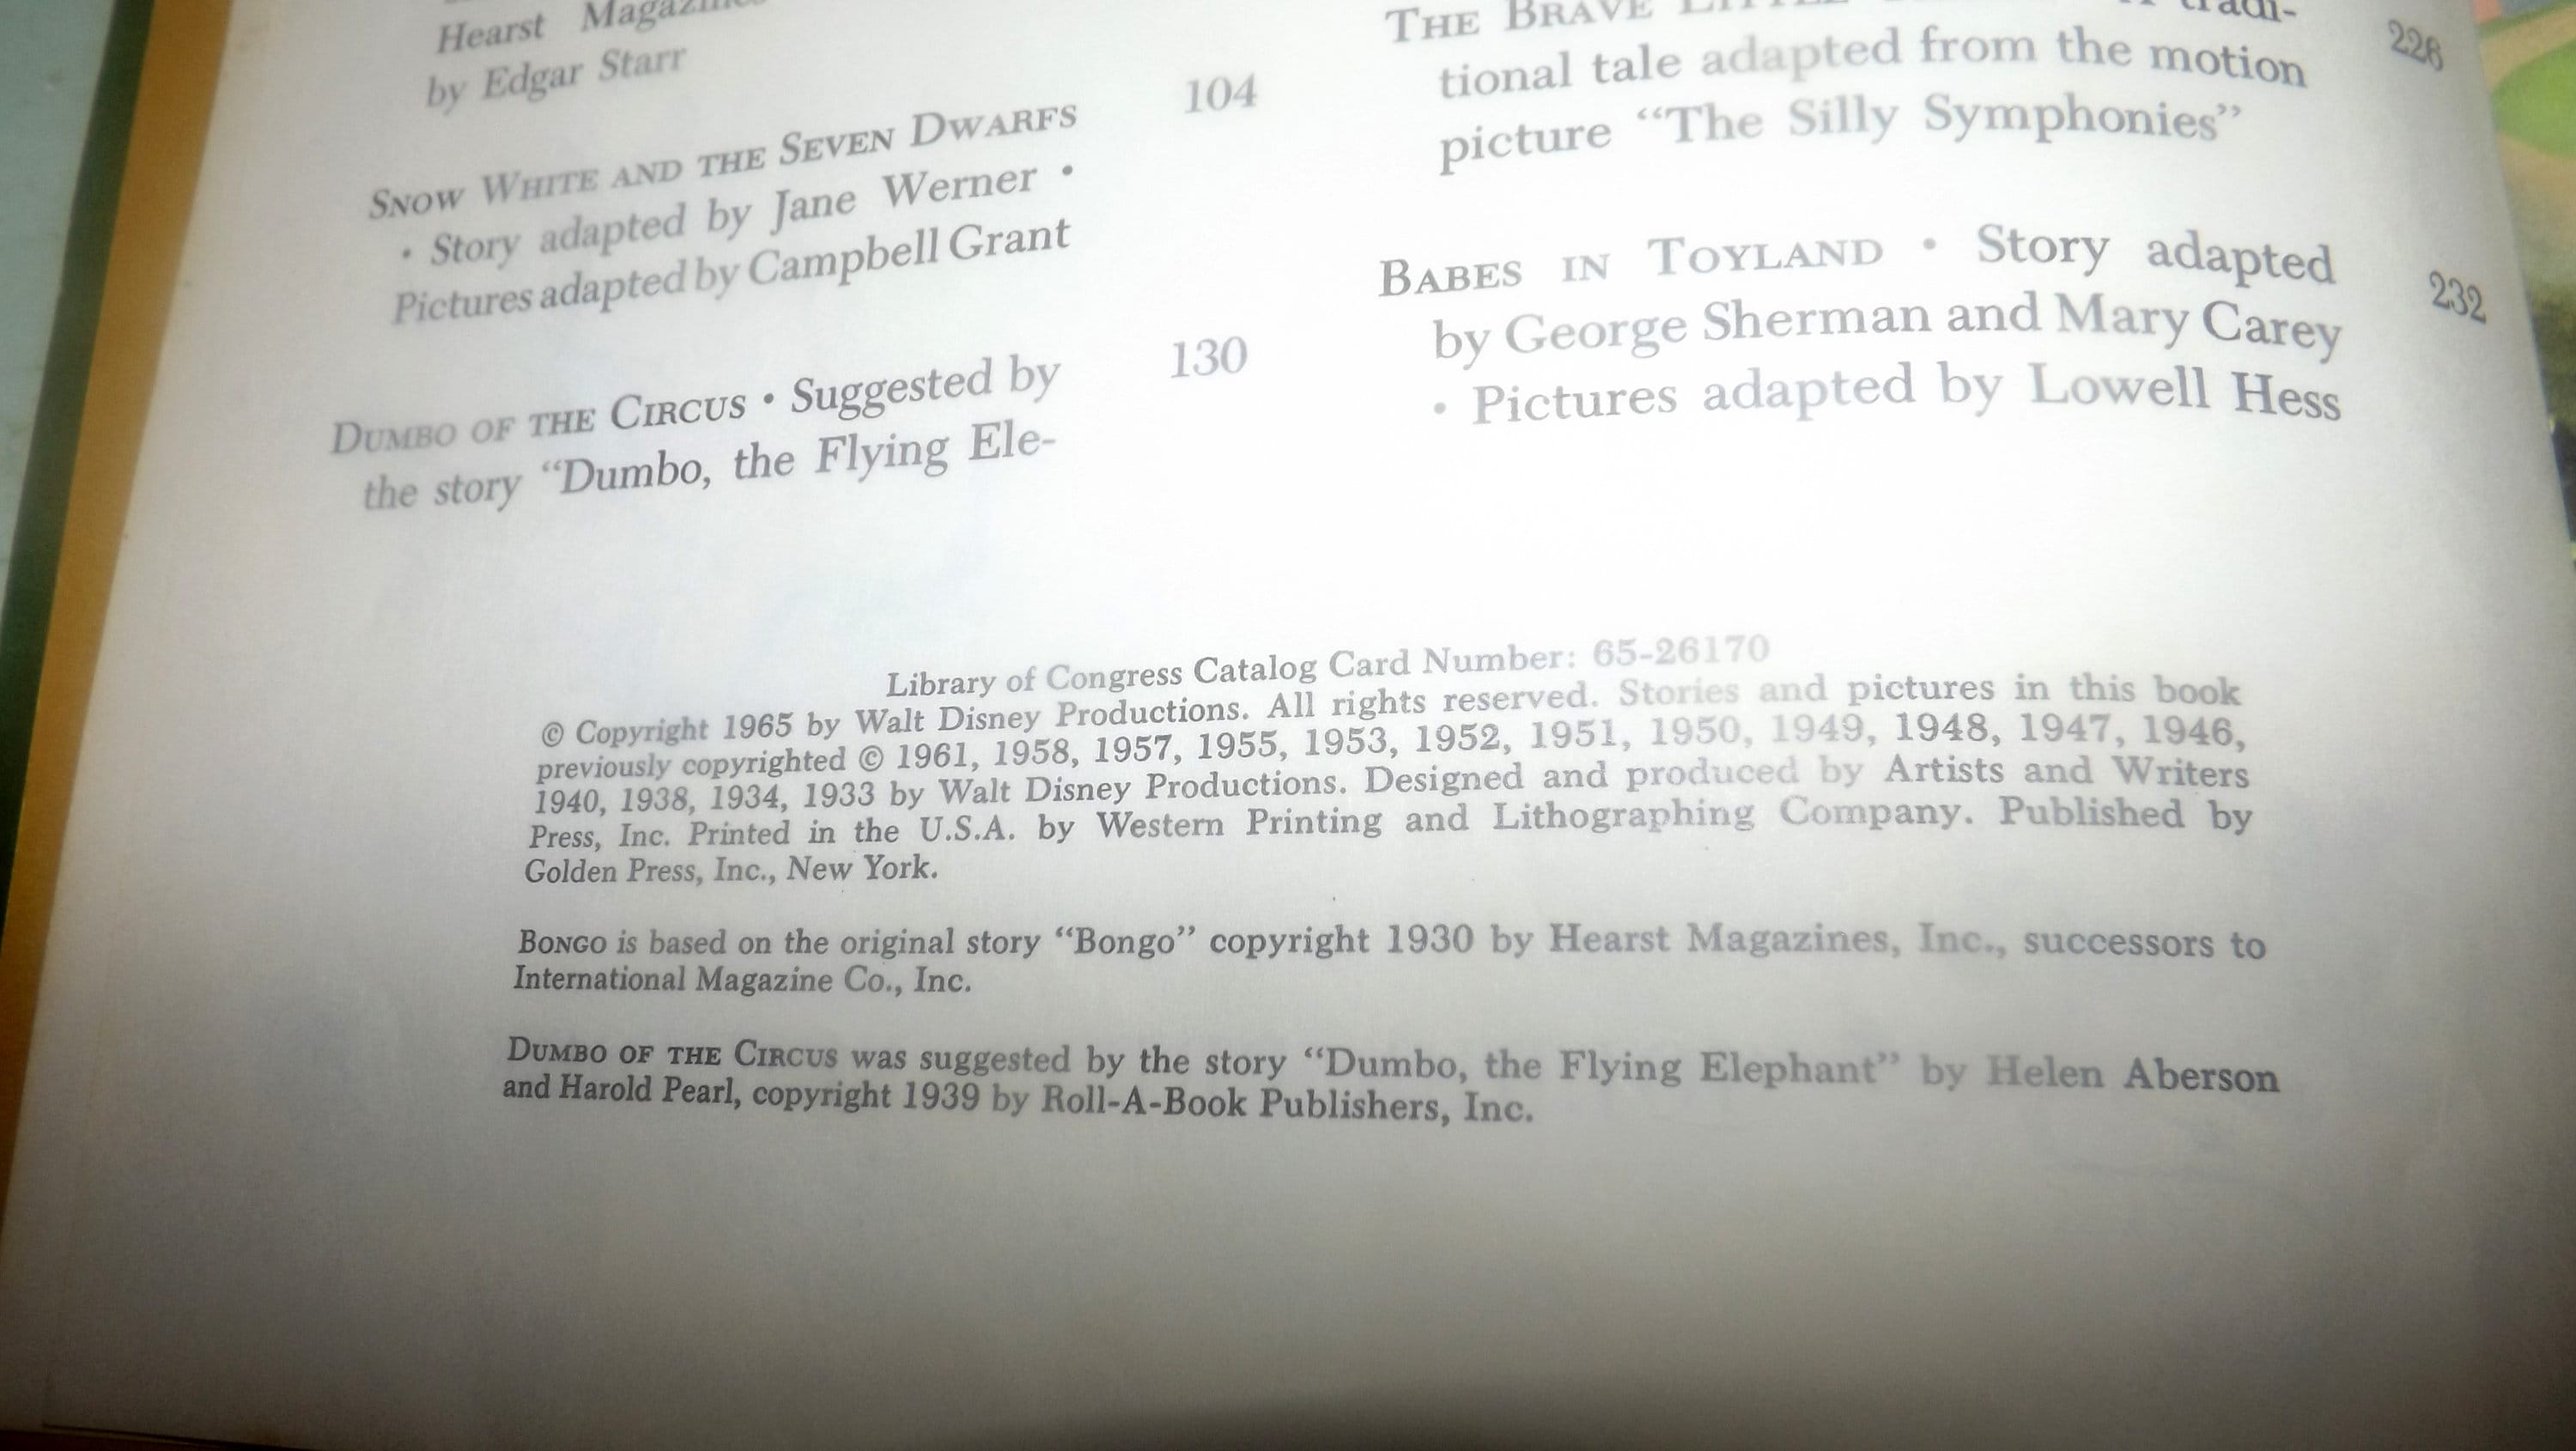 Hearst Magazines
by Edgar Starr
104
SNOW WHITE AND THE SEVEN DWARFS
• Story adapted by Jane Werner •
Pictures adapted by Campbell Grant
130
DUMBO OF THE CIRCUS • Suggested by
the story “Dumbo, the Flying Ele-
THE BRAVE LITTLE tradi-
226
tional tale adapted from the motion
picture “The Silly Symphonies”
BABES IN TOYLAND • Story adapted
232
by George Sherman and Mary Carey
• Pictures adapted by Lowell Hess
Library of Congress Catalog Card Number: 65-26170
© Copyright 1965 by Walt Disney Productions. All rights reserved. Stories and pictures in this book
previously copyrighted © 1961, 1958, 1957, 1955, 1953, 1952, 1951, 1950, 1949, 1948, 1947, 1946,
1940, 1938, 1934, 1933 by Walt Disney Productions. Designed and produced by Artists and Writers
Press, Inc. Printed in the U.S.A. by Western Printing and Lithographing Company. Published by
Golden Press, Inc., New York.
BONGO is based on the original story “Bongo” copyright 1930 by Hearst Magazines, Inc., successors to
International Magazine Co., Inc.
DUMBO OF THE CIRCUS was suggested by the story “Dumbo, the Flying Elephant” by Helen Aberson
and Harold Pearl, copyright 1939 by Roll-A-Book Publishers, Inc.